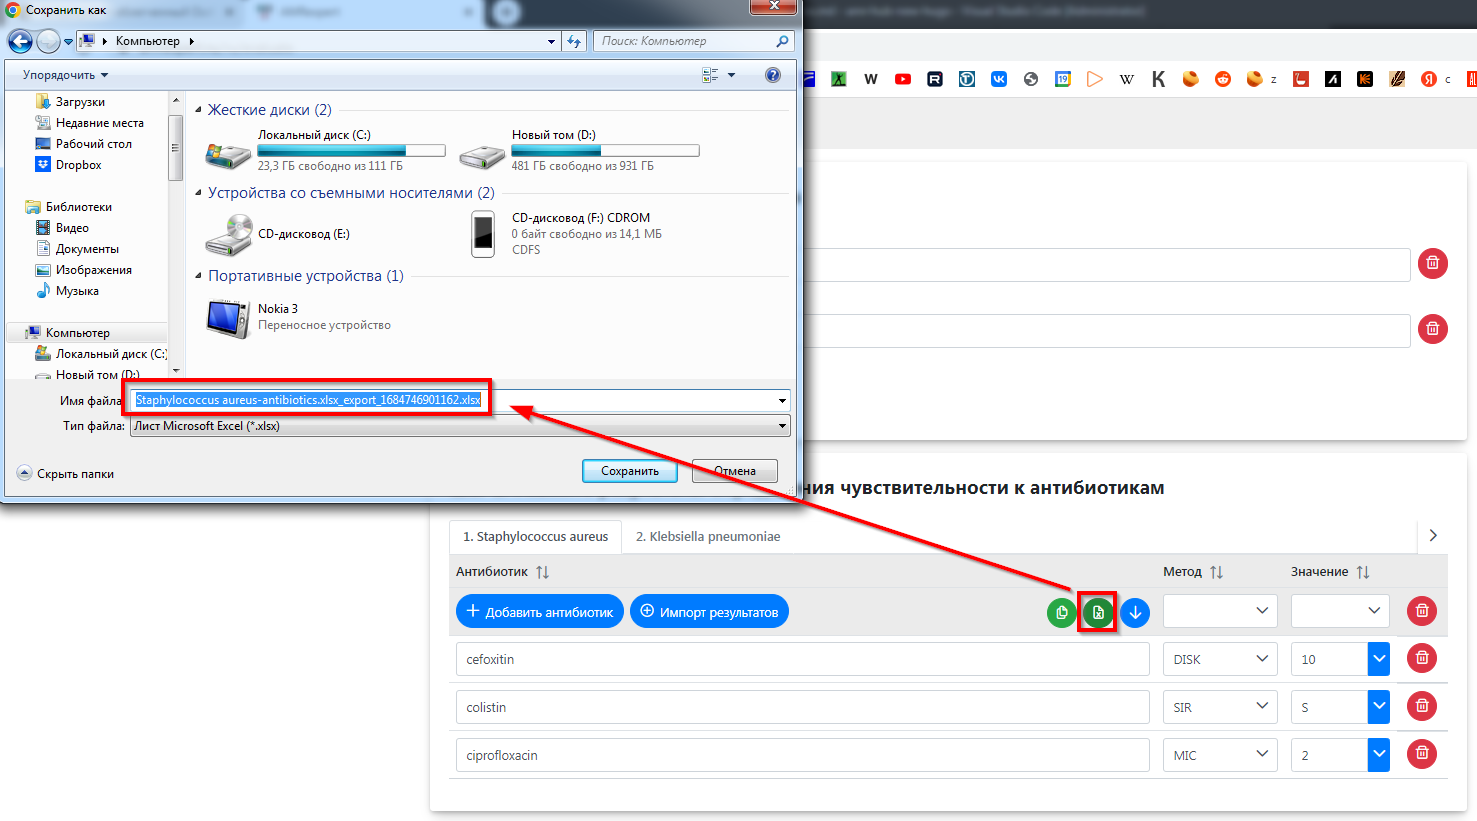 Сохранить как
Компьютер
Поиск: Компьютер
Упорядочить
Загрузки
Недавние места
Рабочий стол
Dropbox
Библиотеки
Видео
Документы
Изображения
Музыка
Компьютер
Локальный диск (C:)
Новый том (D:)
Жесткие диски (2)
Локальный диск (C:)
23,3 ГБ свободно из 111 ГБ
Новый том (D:)
481 ГБ свободно из 931 ГБ
Устройства со съемными носителями (2)
CD-дисковод (E:)
CD-дисковод (F:) CDROM
0 байт свободно из 14,1 МБ
CDFS
Портативные устройства (1)
Nokia 3
Переносное устройство
Имя файла:
Staphylococcus aureus-antibiotics.xlsx_export_1684746901162.xlsx
Тип файла: Лист Microsoft Excel (*.xlsx)
Скрыть папки
Сохранить
Отмена
z
с
чувствительности к антибиотикам
1. Staphylococcus aureus
2. Klebsiella pneumoniae
Антибиотик
Метод
Значение
Добавить антибиотик
Импорт результатов
cefoxitin
DISK
10
colistin
SIR
S
ciprofloxacin
MIC
2